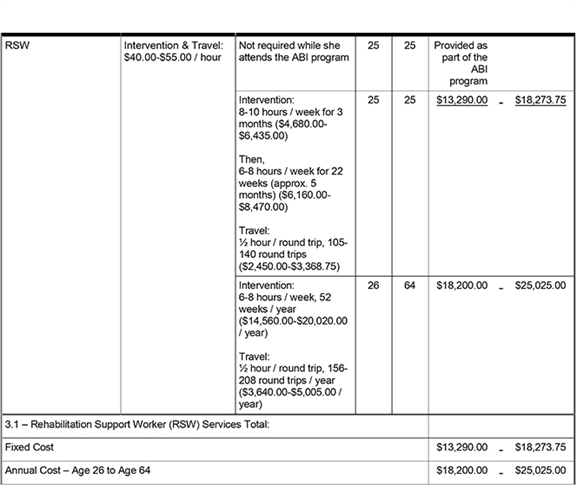 RSW
Intervention & Travel:
$40.00-$55.00 / hour
Not required while she
attends the ABI program
25
25
Provided as
part of the
ABI
program
Intervention:
8-10 hours / week for 3
months ($4,680.00-
$6,435.00)
Then,
6-8 hours / week for 22
weeks (approx. 5
months) ($6,160.00-
$8,470.00)
Travel:
½ hour / round trip, 105-
140 round trips
($2,450.00-$3,368.75)
25
25
$13,290.00 - $18,273.75
Intervention:
6-8 hours / week, 52
weeks / year
($14,560.00-$20,020.00
/ year)
Travel:
½ hour / round trip, 156-
208 round trips / year
($3,640.00-$5,005.00 /
year)
26
64
$18,200.00 - $25,025.00
3.1 – Rehabilitation Support Worker (RSW) Services Total:
Fixed Cost
$13,290.00 - $18,273.75
Annual Cost – Age 26 to Age 64
$18,200.00 - $25,025.00